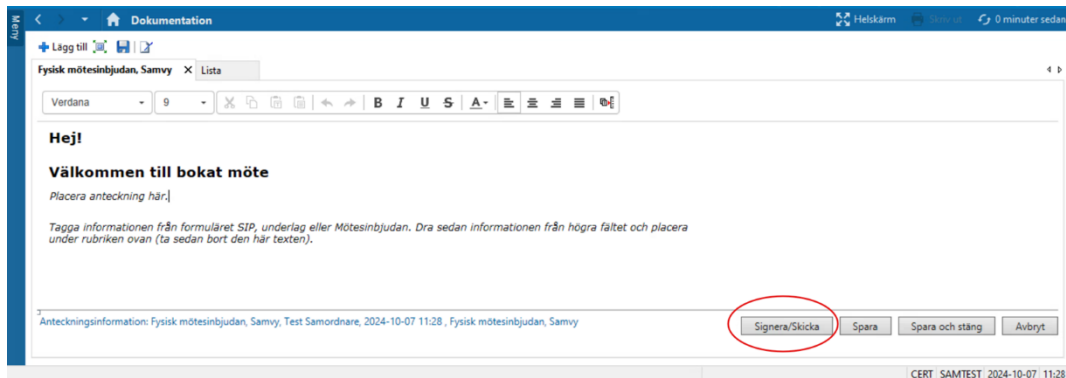 Meny
Dokumentation
Helskärm
Skriv ut
0 minuter sedan
Lägg till
Fysisk mötesinbjudan, Samvy X
Lista
Verdana
9
B I U S A
Hej!
Välkommen till bokat möte
Placera anteckning här.
Tagga informationen från formuläret SIP, underlag eller Mötesinbjudan. Dra sedan informationen från högra fältet och placera
under rubriken ovan (ta sedan bort den här texten).
Anteckningsinformation: Fysisk mötesinbjudan, Samvy, Test Samordnare, 2024-10-07 11:28 , Fysisk mötesinbjudan, Samvy
Signera/Skicka
Spara
Spara och stäng
Avbryt
CERT SAMTEST 2024-10-07 11:28